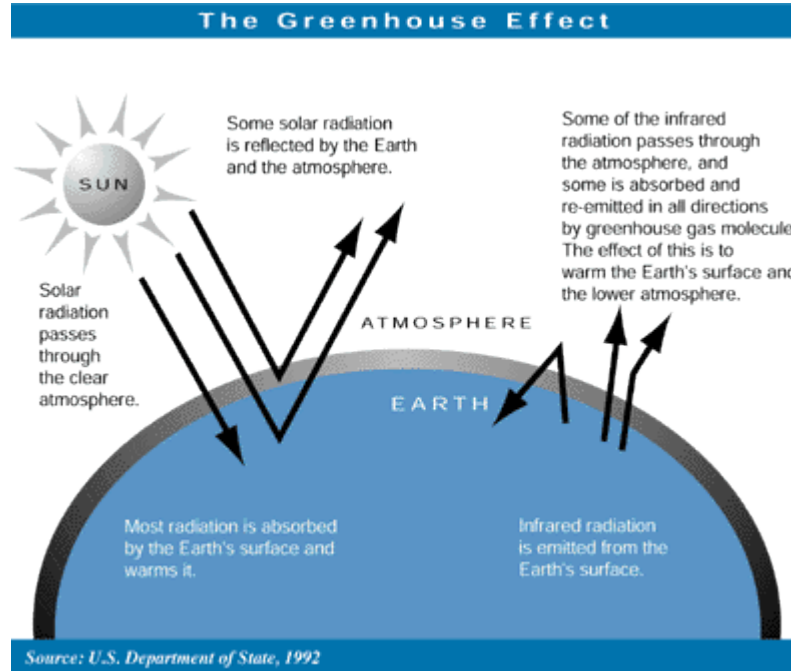 The Greenhouse Effect
Some solar radiation
is reflected by the Earth
and the atmosphere.
Some of the infrared
radiation passes through
the atmosphere, and
some is absorbed and
re-emitted in all directions
by greenhouse gas molecule
The effect of this is to
warm the Earth's surface and
the lower atmosphere.
SUN
Solar
radiation
passes
through
the clear
atmosphere.
ATMOSPHERE
EARTH
Most radiation is absorbed
by the Earth's surface and
warms it.
Infrared radiation
is emitted from the
Earth's surface.
Source: U.S. Department of State, 1992